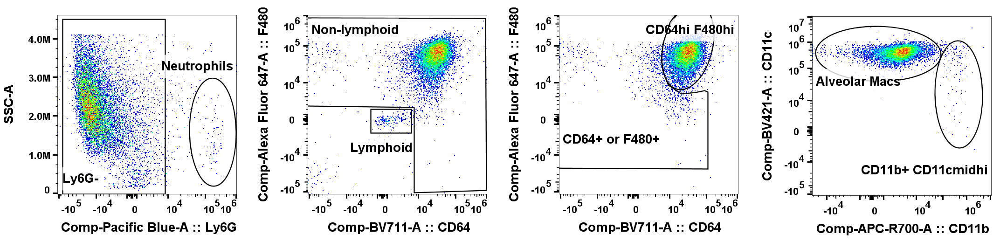 SSC-A
4.0M
3.0M
2.0M
1.0M
0
Neutrophils
Ly6G-
-10^5 -10^4 0 10^4 10^5 10^6
Comp-Pacific Blue-A :: Ly6G
Comp-Alexa Fluor 647-A :: F480
10^6
10^5
10^4
0
-10^4
-10^5
Non-lymphoid
Lymphoid
-10^5 -10^4 0 10^4 10^5 10^6
Comp-BV711-A :: CD64
Comp-Alexa Fluor 647-A :: F480
10^6
10^5
10^4
0
-10^4
-10^5
CD64hi F480hi
CD64+ or F480+
-10^5 -10^4 0 10^4 10^5 10^6
Comp-BV711-A :: CD64
Comp-BV421-A :: CD11c
10^7
10^6
10^5
10^4
0
-10^4
-10^5
Alveolar Macs
CD11b+ CD11cmidhi
-10^4 0 10^4 10^6
Comp-APC-R700-A :: CD11b